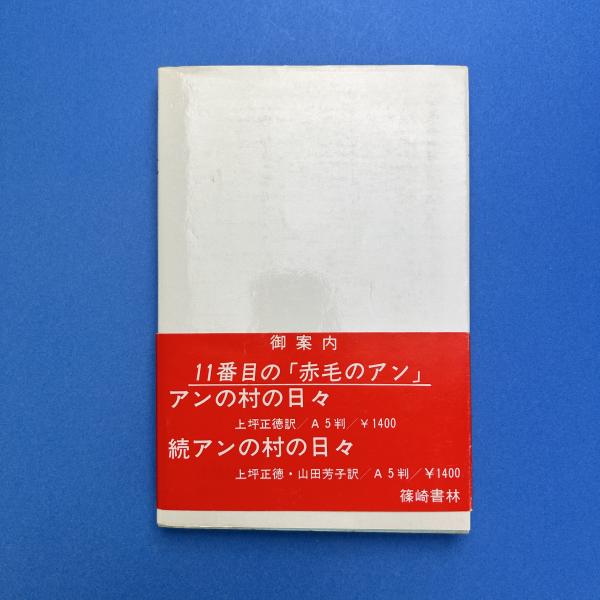 御案内
11番目の「赤毛のアン」
アンの村の日々
上坪正徳訳／Ａ５判／￥1400
続アンの村の日々
上坪正徳・山田芳子訳／Ａ５判／￥1400
篠崎書林